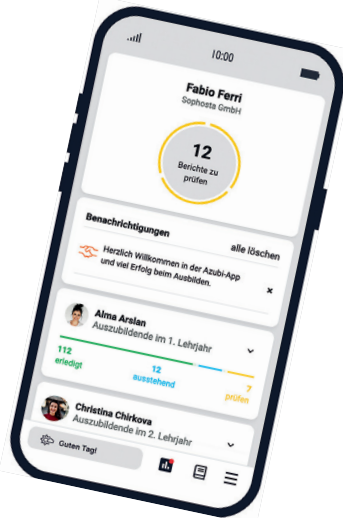 10:00
Fabio Ferri
Sophosta GmbH
12
Berichte zu
prüfen
Benachrichtigungen
alle löschen
Herzlich Willkommen in der Azubi-App
und viel Erfolg beim Ausbilden.
Alma Arslan
Auszubildende im 1. Lehrjahr
112
erledigt
12
ausstehend
7
prüfen
Christina Chirkova
Auszubildende im 2. Lehrjahr
Guten Tag!